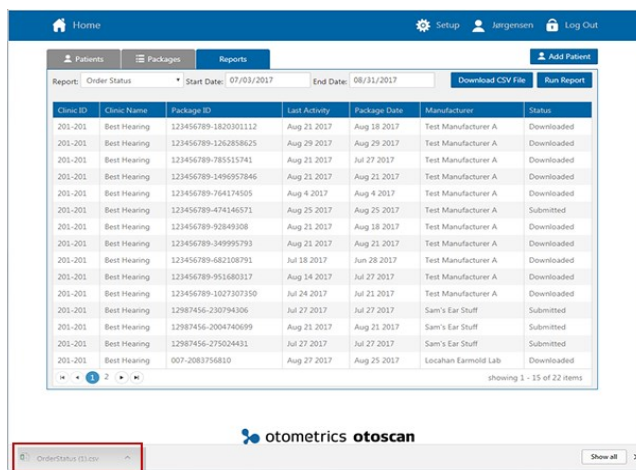 Home Setup Jørgensen Log Out
Patients Packages Reports Add Patient
Report: Order Status Start Date: 07/03/2017 End Date: 08/31/2017 Download CSV File Run Report
Clinic ID Clinic Name Package ID Last Activity Package Date Manufacturer Status
201-201 Best Hearing 123456789-1820301112 Aug 21 2017 Aug 18 2017 Test Manufacturer A Downloaded
201-201 Best Hearing 123456789-1262858625 Aug 29 2017 Aug 29 2017 Test Manufacturer A Downloaded
201-201 Best Hearing 123456789-785515741 Aug 21 2017 Jul 27 2017 Test Manufacturer A Downloaded
201-201 Best Hearing 123456789-1496957846 Aug 21 2017 Aug 21 2017 Test Manufacturer A Downloaded
201-201 Best Hearing 123456789-764174505 Aug 4 2017 Aug 4 2017 Test Manufacturer A Downloaded
201-201 Best Hearing 123456789-474146571 Aug 25 2017 Aug 25 2017 Test Manufacturer A Submitted
201-201 Best Hearing 123456789-92849308 Aug 21 2017 Aug 18 2017 Test Manufacturer A Downloaded
201-201 Best Hearing 123456789-349995793 Aug 21 2017 Aug 21 2017 Test Manufacturer A Downloaded
201-201 Best Hearing 123456789-682108791 Jul 18 2017 Jun 28 2017 Test Manufacturer A Downloaded
201-201 Best Hearing 123456789-951680317 Aug 14 2017 Jul 27 2017 Test Manufacturer A Downloaded
201-201 Best Hearing 123456789-1027307350 Jul 24 2017 Jul 21 2017 Test Manufacturer A Downloaded
201-201 Best Hearing 12987456-230794306 Jul 27 2017 Jul 27 2017 Sam's Ear Stuff Submitted
201-201 Best Hearing 12987456-2004740699 Aug 21 2017 Aug 21 2017 Sam's Ear Stuff Submitted
201-201 Best Hearing 12987456-275024431 Jul 27 2017 Jul 27 2017 Sam's Ear Stuff Submitted
201-201 Best Hearing 007-2083756810 Aug 27 2017 Aug 25 2017 Locahan Earmold Lab Downloaded
1 2 showing 1 - 15 of 22 items
otometrics otoscan
OrderStatus (1).csv Show all